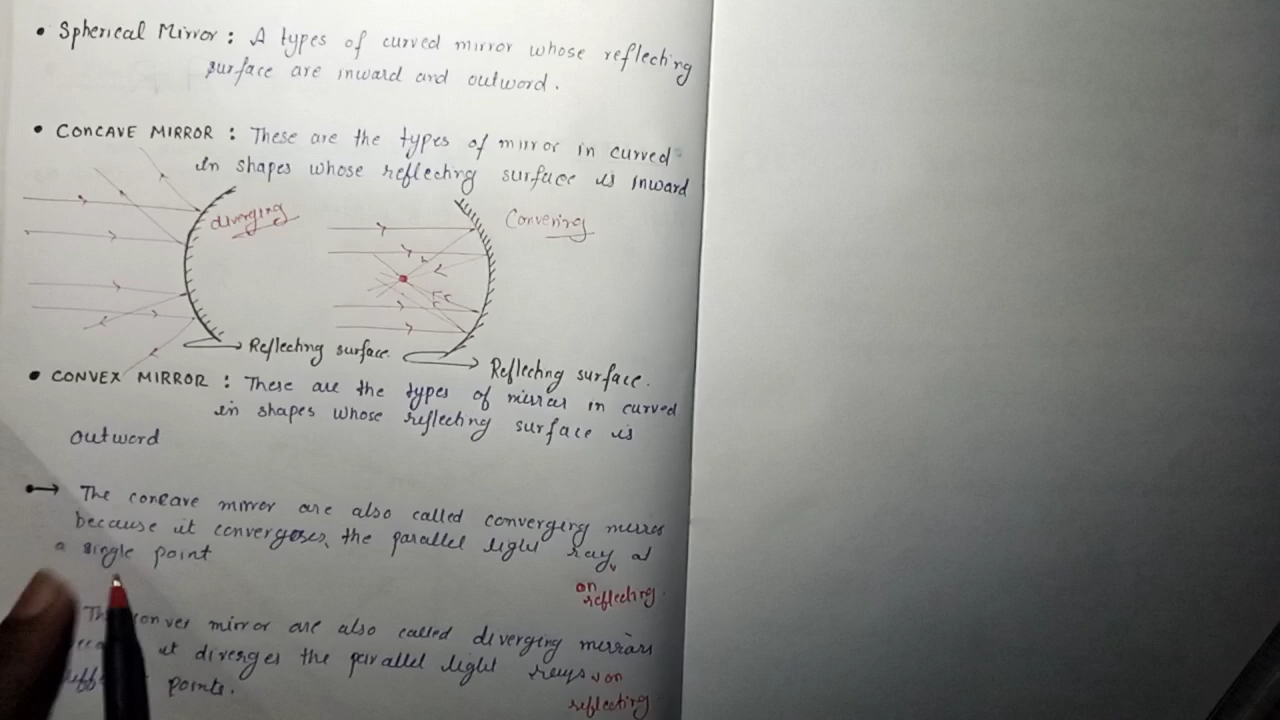 • Spherical Mirror : A types of curved mirror whose reflecting
surface are inward and outword.
• CONCAVE MIRROR : These are the types of mirror in curved
in shapes whose reflecting surface is inward
diverging
Convering
Reflecting surface.
Reflecting surface.
• CONVEX MIRROR : These are the types of mirror in curved
in shapes whose reflecting surface is
outword
The concave mirror are also called converging mirror
because it converges the parallel light ray at
a single point
on
reflecting.
conver mirror are also called diverging mirrors
it diverges the parallel light rays on
points.
reflecting